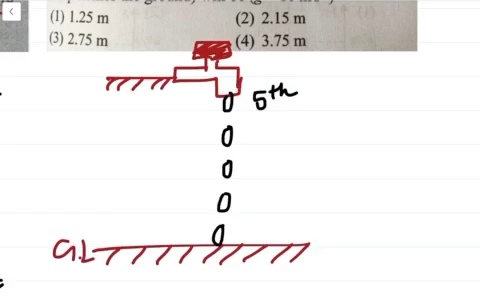 (1) 1.25 m (2) 2.15 m
(3) 2.75 m (4) 3.75 m
5th
G.L